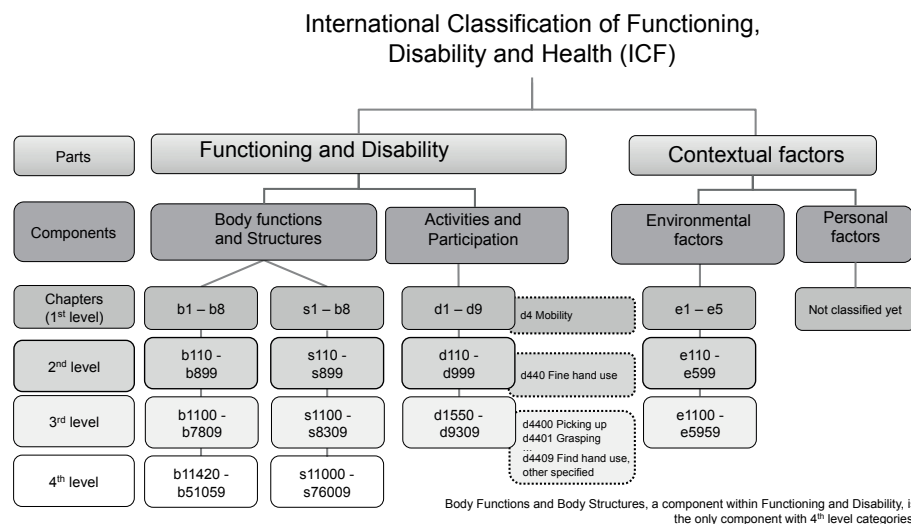 International Classification of Functioning,
Disability and Health (ICF)
Parts
Functioning and Disability
Contextual factors
Components
Body functions
and Structures
Activities and
Participation
Environmental
factors
Personal
factors
Chapters
(1st level)
b1 – b8
s1 – b8
d1 – d9
d4 Mobility
e1 – e5
Not classified yet
2nd level
b110 -
b899
s110 -
s899
d110 -
d999
d440 Fine hand use
e110 -
e599
3rd level
b1100 -
b7809
s1100 -
s8309
d1550 -
d9309
d4400 Picking up
d4401 Grasping
...
d4409 Find hand use,
other specified
e1100 -
e5959
4th level
b11420 -
b51059
s11000 -
s76009
Body Functions and Body Structures, a component within Functioning and Disability, i
the only component with 4th level categories